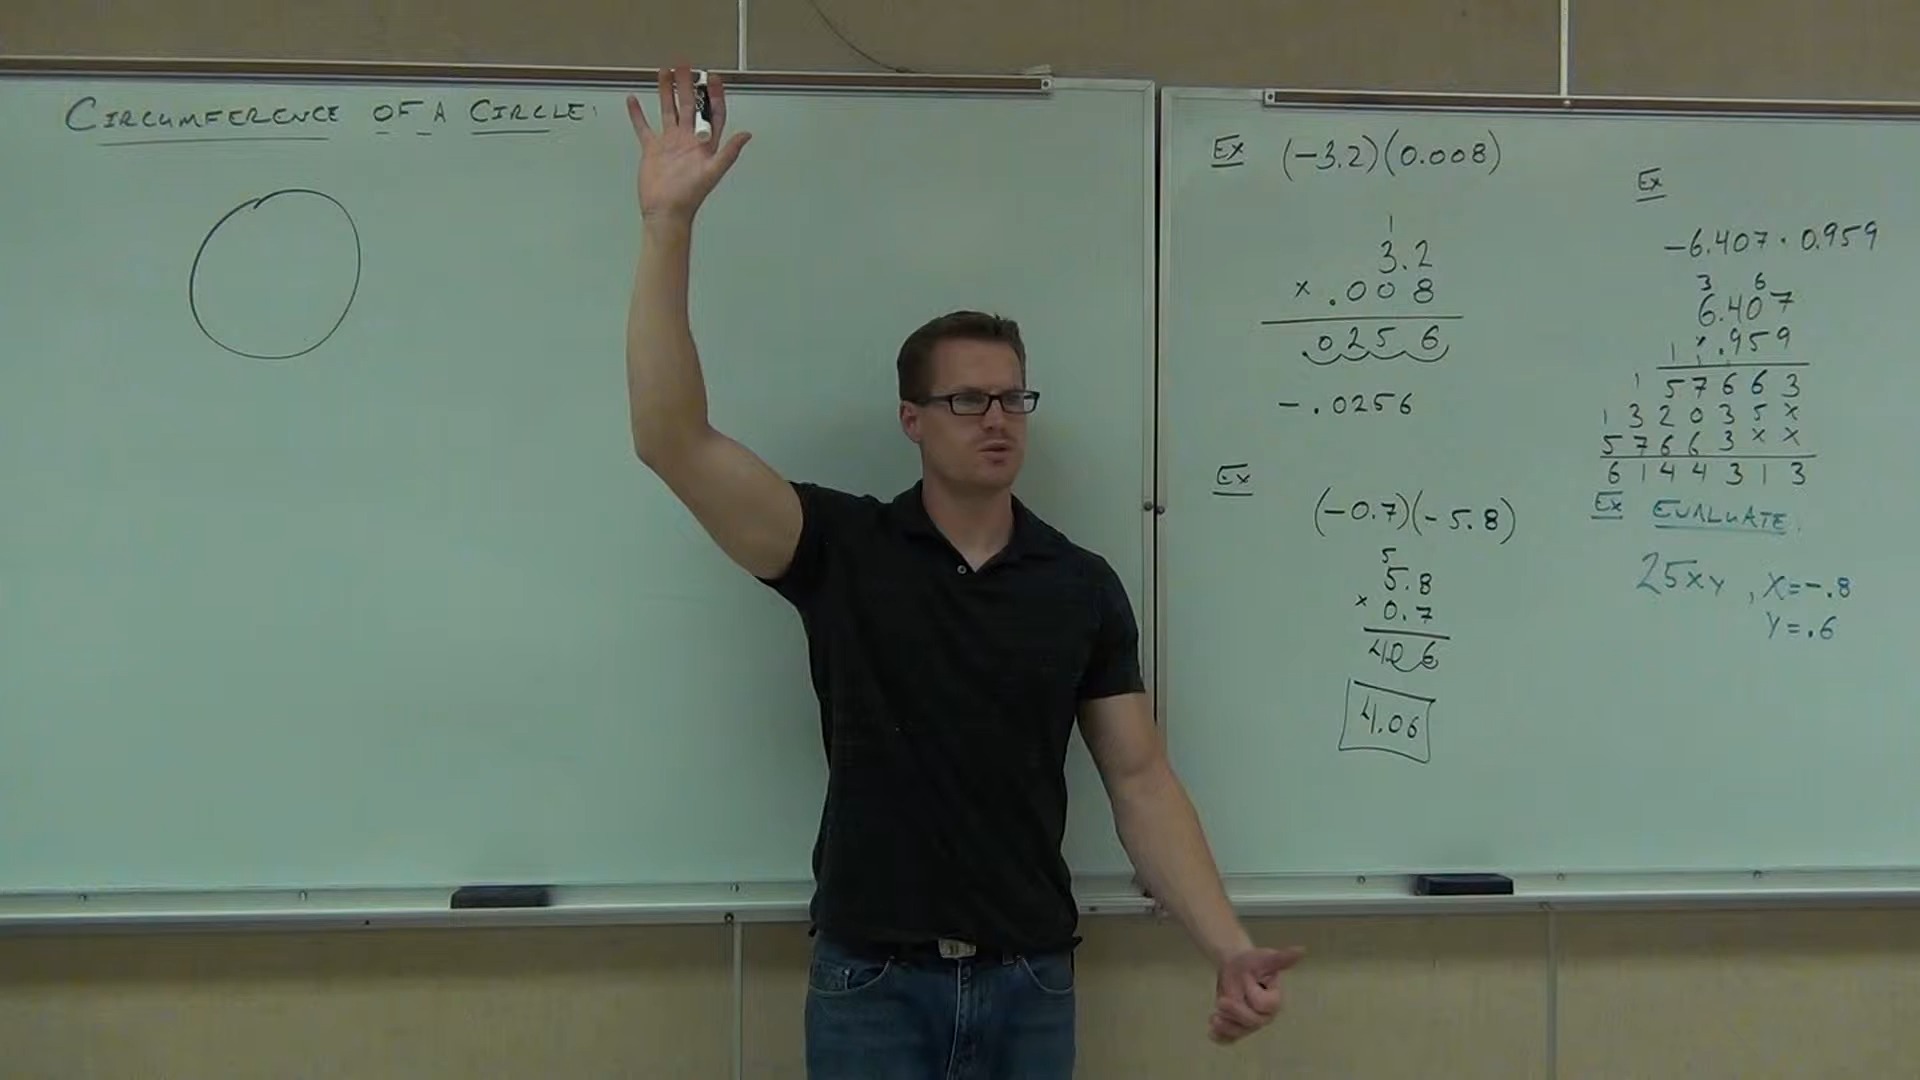 CIRCUMFERENCE OF A CIRCLE:
Ex (-3.2)(0.008)
1
3.2
x .008
0256
-.0256
Ex
(-0.7)(-5.8)
5
5.8
x 0.7
406
4.06
Ex
-6.407 · 0.959
3 6
6.407
x .959
1 1
1 57663
1 32035x
57663xx
6144313
Ex EVALUATE:
25xy, X=-.8
Y=.6